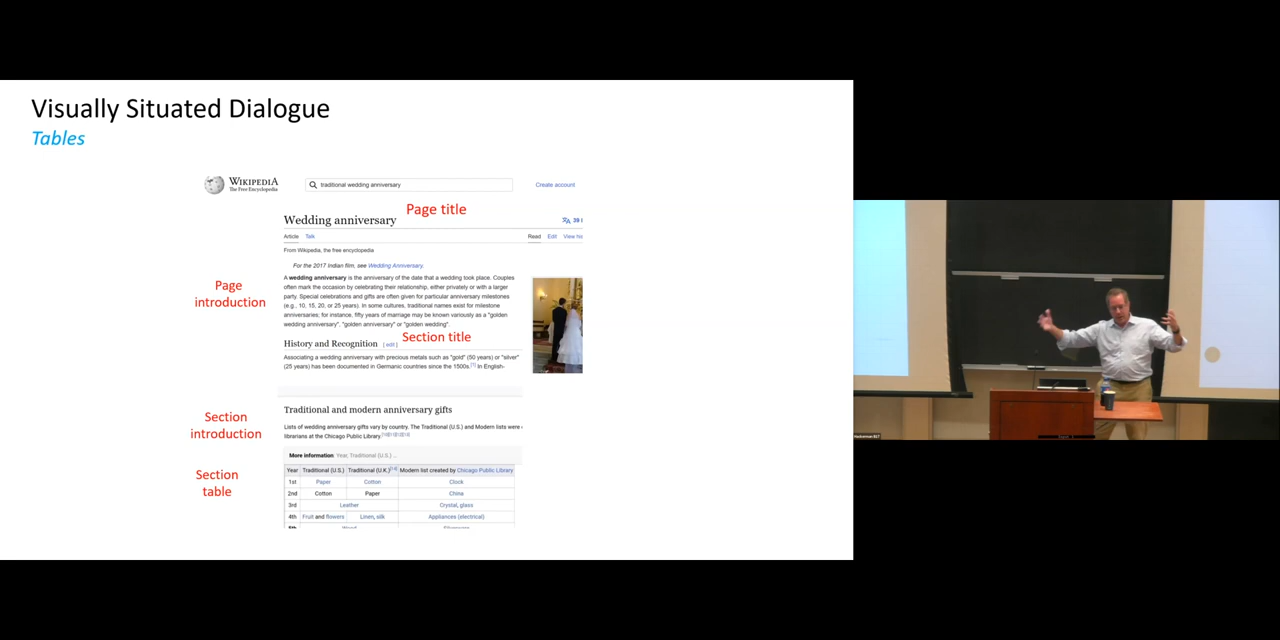 Visually Situated Dialogue
Tables
WIKIPEDIA
The Free Encyclopedia
traditional wedding anniversary
Create account
Page title
Wedding anniversary
39 l
Article Talk
Read Edit View his
From Wikipedia, the free encyclopedia
For the 2017 Indian film, see Wedding Anniversary.
Page
introduction
A wedding anniversary is the anniversary of the date that a wedding took place. Couples
often mark the occasion by celebrating their relationship, either privately or with a larger
party. Special celebrations and gifts are often given for particular anniversary milestones
(e.g., 10, 15, 20, or 25 years). In some cultures, traditional names exist for milestone
anniversaries; for instance, fifty years of marriage may be known variously as a "golden
wedding anniversary", "golden anniversary" or "golden wedding".
Section title
History and Recognition [ edit ]
Associating a wedding anniversary with precious metals such as "gold" (50 years) or "silver"
(25 years) has been documented in Germanic countries since the 1500s.[1] In English-
Section
introduction
Traditional and modern anniversary gifts
Lists of wedding anniversary gifts vary by country. The Traditional (U.S.) and Modern lists were
librarians at the Chicago Public Library.
More information Year, Traditional (U.S.) ...
Section
table
Year Traditional (U.S.) Traditional (U.K.) Modern list created by Chicago Public Library
1st Paper Cotton Clock
2nd Cotton Paper China
3rd Leather Crystal, glass
4th Fruit and flowers Linen, silk Appliances (electrical)